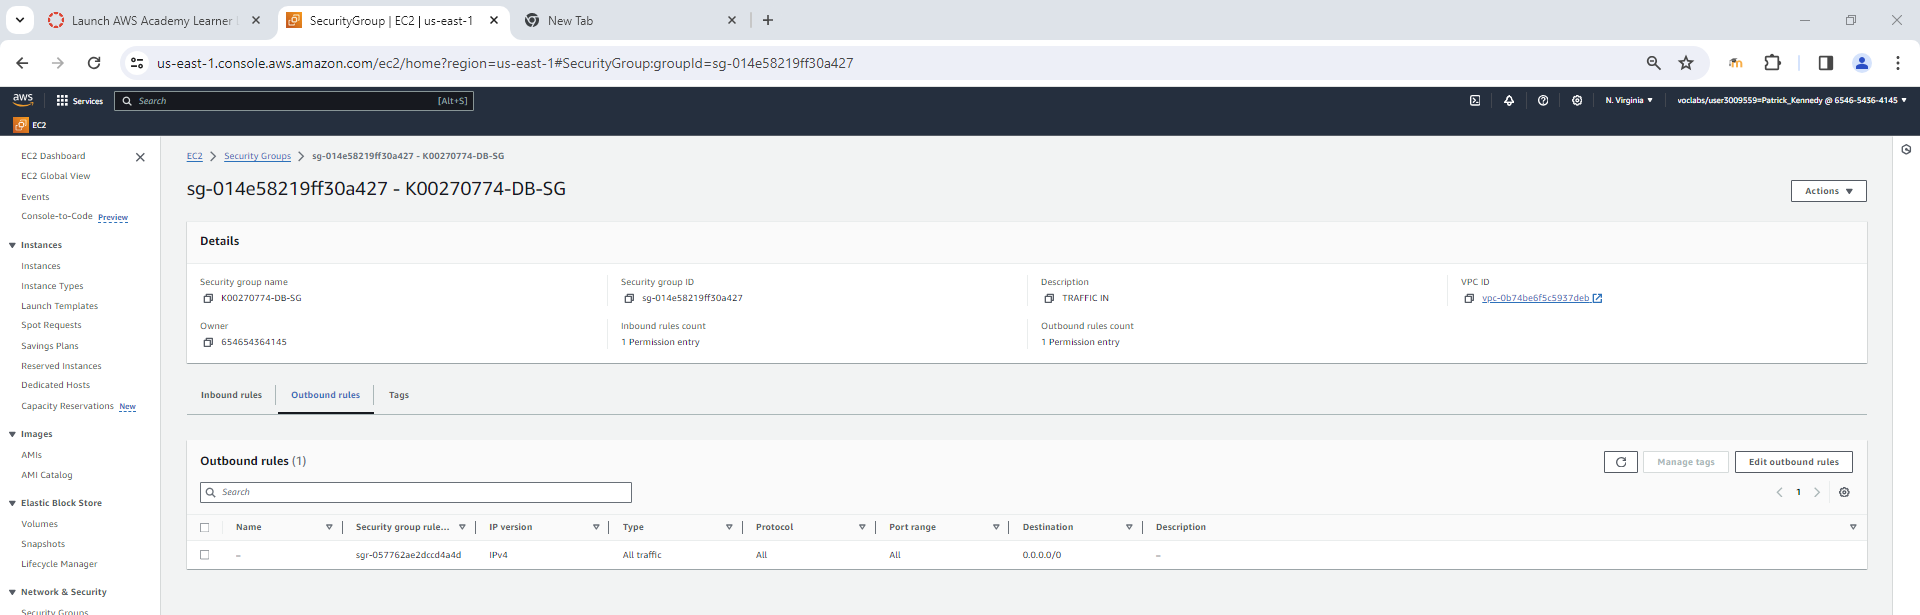 Launch AWS Academy Learner
SecurityGroup | EC2 | us-east-1
New Tab
us-east-1.console.aws.amazon.com/ec2/home?region=us-east-1#SecurityGroup:groupId=sg-014e58219ff30a427
aws
Services
Search
[Alt+S]
N. Virginia
voclabs/user3009559=Patrick_Kennedy @ 6546-5436-4145
EC2
EC2 Dashboard
EC2 Global View
Events
Console-to-Code Preview
Instances
Instances
Instance Types
Launch Templates
Spot Requests
Savings Plans
Reserved Instances
Dedicated Hosts
Capacity Reservations New
Images
AMIs
AMI Catalog
Elastic Block Store
Volumes
Snapshots
Lifecycle Manager
Network & Security
Security Groups
EC2 > Security Groups > sg-014e58219ff30a427 - K00270774-DB-SG
sg-014e58219ff30a427 - K00270774-DB-SG
Actions
Details
Security group name
K00270774-DB-SG
Security group ID
sg-014e58219ff30a427
Description
TRAFFIC IN
VPC ID
vpc-0b74be6f5c5937deb
Owner
654654364145
Inbound rules count
1 Permission entry
Outbound rules count
1 Permission entry
Inbound rules
Outbound rules
Tags
Outbound rules (1)
Manage tags
Edit outbound rules
Search
1
Name
Security group rule...
IP version
Type
Protocol
Port range
Destination
Description
–
sgr-057762ae2dccd4a4d
IPv4
All traffic
All
All
0.0.0.0/0
–